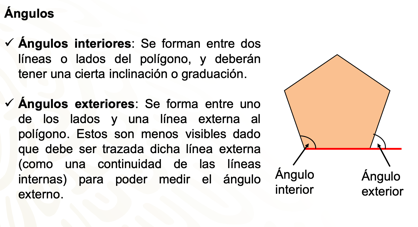 Ángulos
✓ Ángulos interiores: Se forman entre dos
líneas o lados del polígono, y deberán
tener una cierta inclinación o graduación.
✓ Ángulos exteriores: Se forma entre uno
de los lados y una línea externa al
polígono. Estos son menos visibles dado
que debe ser trazada dicha línea externa
(como una continuidad de las líneas
internas) para poder medir el ángulo
externo.
Ángulo
interior
Ángulo
exterior